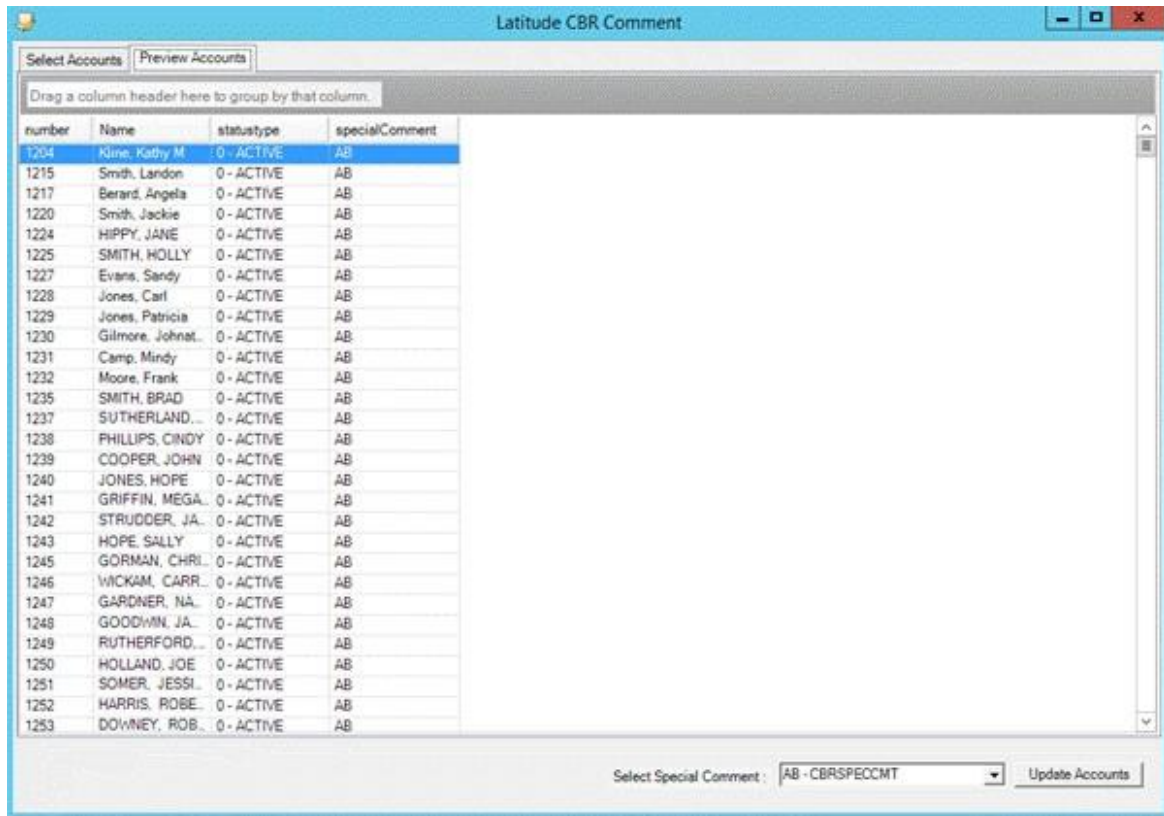 Latitude CBR Comment
Select Accounts Preview Accounts
Drag a column header here to group by that column.
number Name statustype specialComment
1204 Kline, Kathy M 0 - ACTIVE AB
1215 Smith, Landon 0 - ACTIVE AB
1217 Berard, Angela 0 - ACTIVE AB
1220 Smith, Jackie 0 - ACTIVE AB
1224 HIPPY, JANE 0 - ACTIVE AB
1225 SMITH, HOLLY 0 - ACTIVE AB
1227 Evans, Sandy 0 - ACTIVE AB
1228 Jones, Carl 0 - ACTIVE AB
1229 Jones, Patricia 0 - ACTIVE AB
1230 Gilmore, Johnat... 0 - ACTIVE AB
1231 Camp, Mindy 0 - ACTIVE AB
1232 Moore, Frank 0 - ACTIVE AB
1235 SMITH, BRAD 0 - ACTIVE AB
1237 SUTHERLAND,... 0 - ACTIVE AB
1238 PHILLIPS, CINDY 0 - ACTIVE AB
1239 COOPER, JOHN 0 - ACTIVE AB
1240 JONES, HOPE 0 - ACTIVE AB
1241 GRIFFIN, MEGA... 0 - ACTIVE AB
1242 STRUDDER, JA... 0 - ACTIVE AB
1243 HOPE, SALLY 0 - ACTIVE AB
1245 GORMAN, CHRI... 0 - ACTIVE AB
1246 WICKAM, CARR... 0 - ACTIVE AB
1247 GARDNER, NA... 0 - ACTIVE AB
1248 GOODWIN, JA... 0 - ACTIVE AB
1249 RUTHERFORD,... 0 - ACTIVE AB
1250 HOLLAND, JOE 0 - ACTIVE AB
1251 SOMER, JESSI... 0 - ACTIVE AB
1252 HARRIS, ROBE... 0 - ACTIVE AB
1253 DOWNEY, ROB... 0 - ACTIVE AB
Select Special Comment : AB - CBRSPECCMT Update Accounts